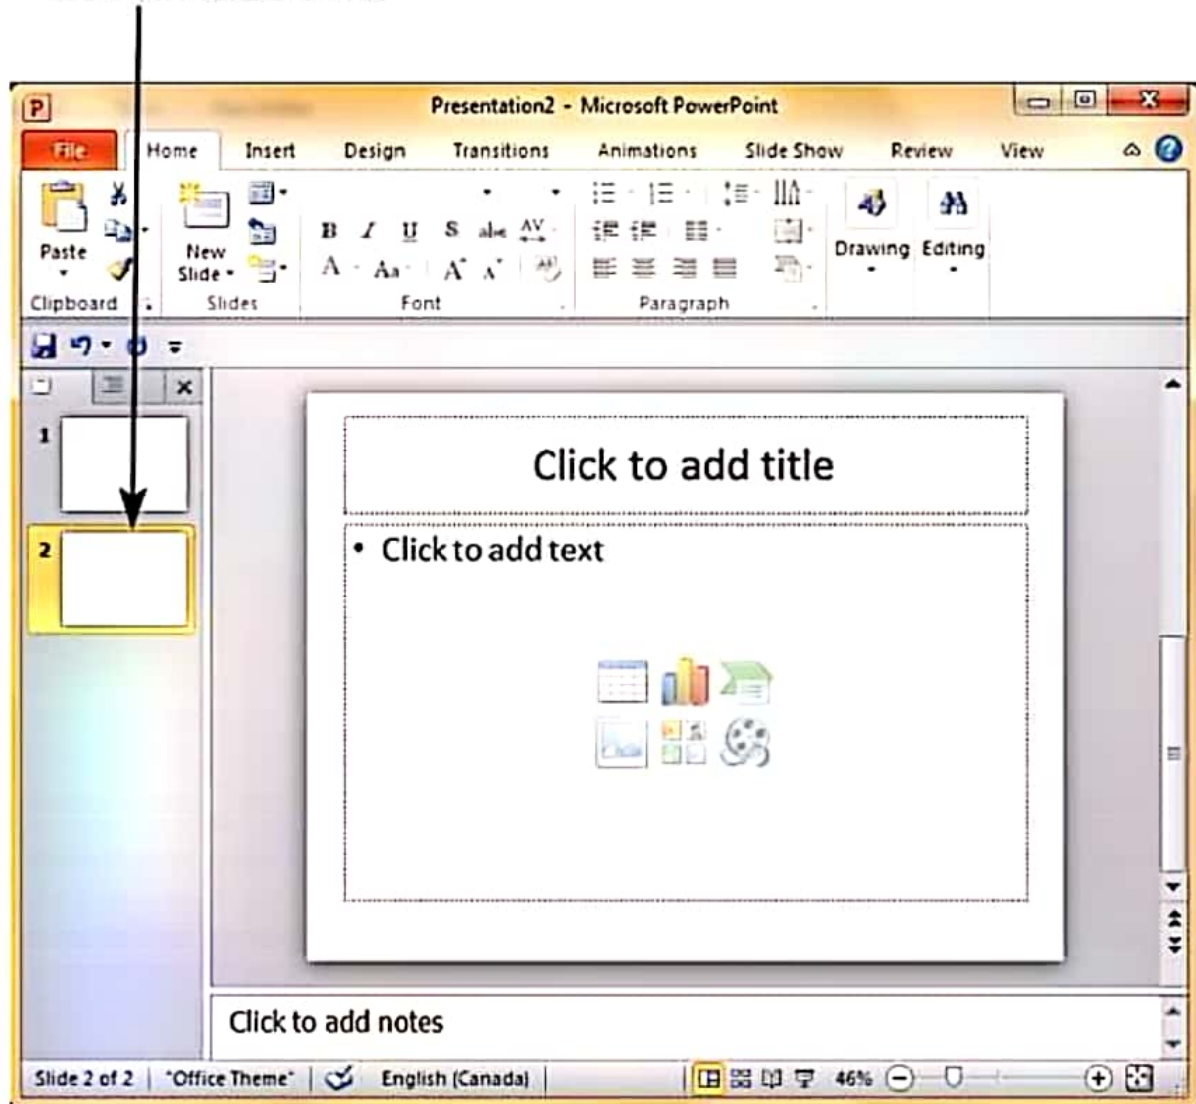 P
Presentation2 - Microsoft PowerPoint
File Home Insert Design Transitions Animations Slide Show Review View
Paste
New Slide
B I U S abc AV
A Aa A A
Drawing Editing
Clipboard Slides Font Paragraph
1
2
Click to add title
• Click to add text
Click to add notes
Slide 2 of 2 "Office Theme" English (Canada) 46%